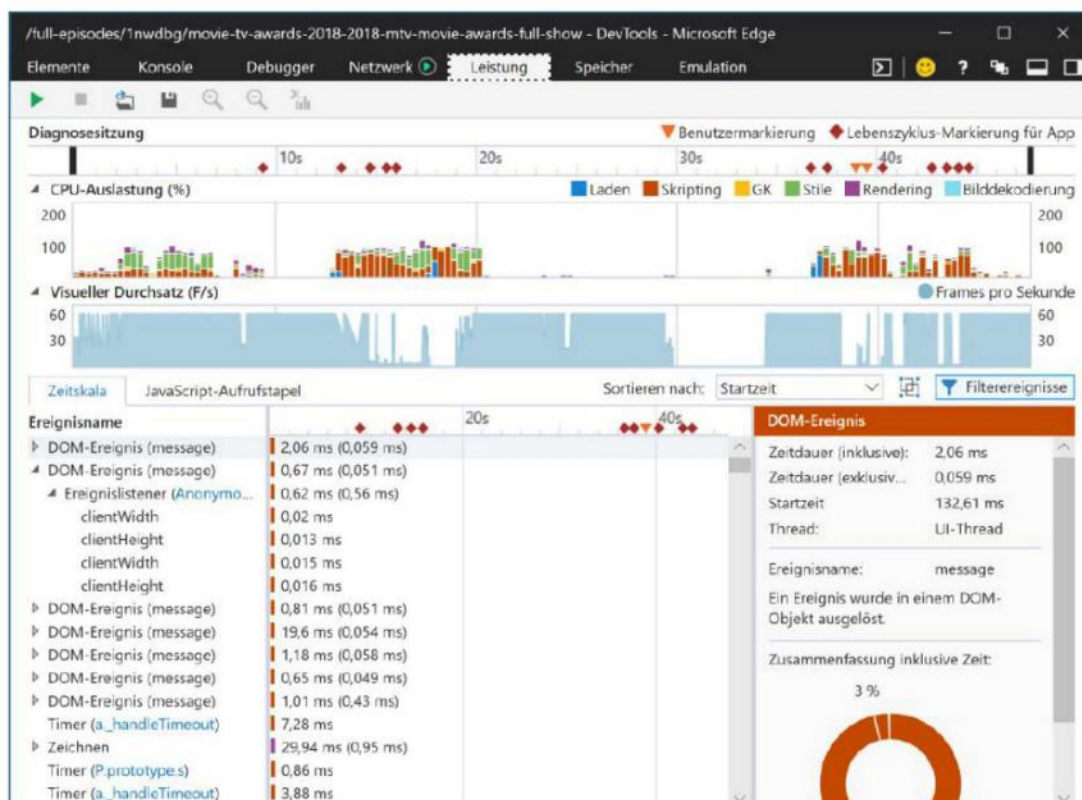 /full-episodes/1nwdbg/movie-tv-awards-2018-2018-mtv-movie-awards-full-show - DevTools - Microsoft Edge
Elemente Konsole Debugger Netzwerk Leistung Speicher Emulation ?
Diagnosesitzung Benutzermarkierung Lebenszyklus-Markierung für App
10s 20s 30s 40s
CPU-Auslastung (%) Laden Skripting GK Stile Rendering Bilddekodierung
200 200
100 100
Visueller Durchsatz (F/s) Frames pro Sekunde
60 60
30 30
Zeitskala JavaScript-Aufrufstapel Sortieren nach: Startzeit Filterereignisse
Ereignisname 20s 40s DOM-Ereignis
DOM-Ereignis (message) 2,06 ms (0,059 ms) Zeitdauer (inklusive): 2,06 ms
DOM-Ereignis (message) 0,67 ms (0,051 ms) Zeitdauer (exklusiv... 0,059 ms
Ereignislistener (Anonymo... 0,62 ms (0,56 ms) Startzeit 132,61 ms
clientWidth 0,02 ms Thread: UI-Thread
clientHeight 0,013 ms
clientWidth 0,015 ms Ereignisname: message
clientHeight 0,016 ms Ein Ereignis wurde in einem DOM-
DOM-Ereignis (message) 0,81 ms (0,051 ms) Objekt ausgelöst.
DOM-Ereignis (message) 19,6 ms (0,054 ms)
DOM-Ereignis (message) 1,18 ms (0,058 ms) Zusammenfassung inklusive Zeit:
DOM-Ereignis (message) 0,65 ms (0,049 ms) 3 %
DOM-Ereignis (message) 1,01 ms (0,43 ms)
Timer (a._handleTimeout) 7,28 ms
Zeichnen 29,94 ms (0,95 ms)
Timer (P.prototype.s) 0,86 ms
Timer (a._handleTimeout) 3,88 ms